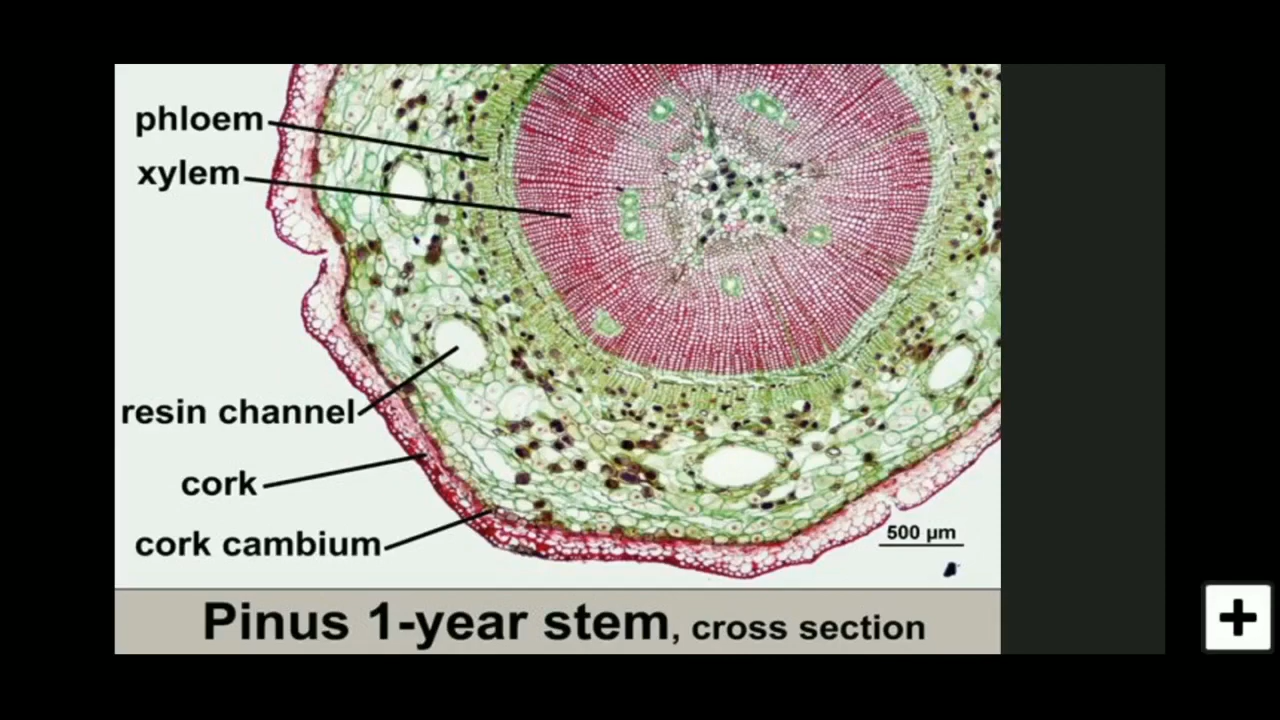 phloem
xylem
resin channel
cork
cork cambium
500 µm
Pinus 1-year stem, cross section